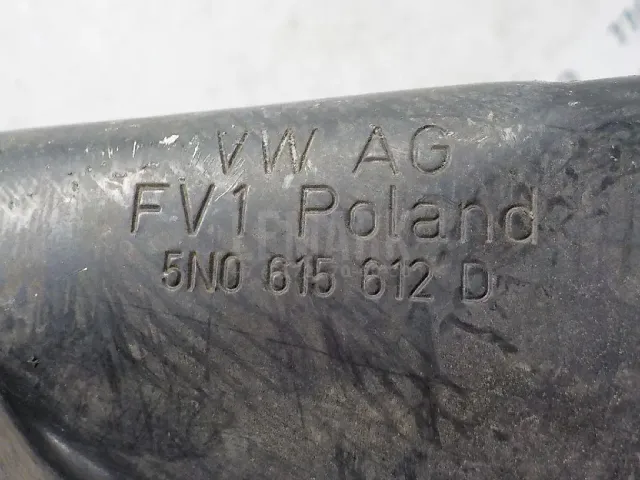 VW AG
FV1 Poland
5N0 615 612 D